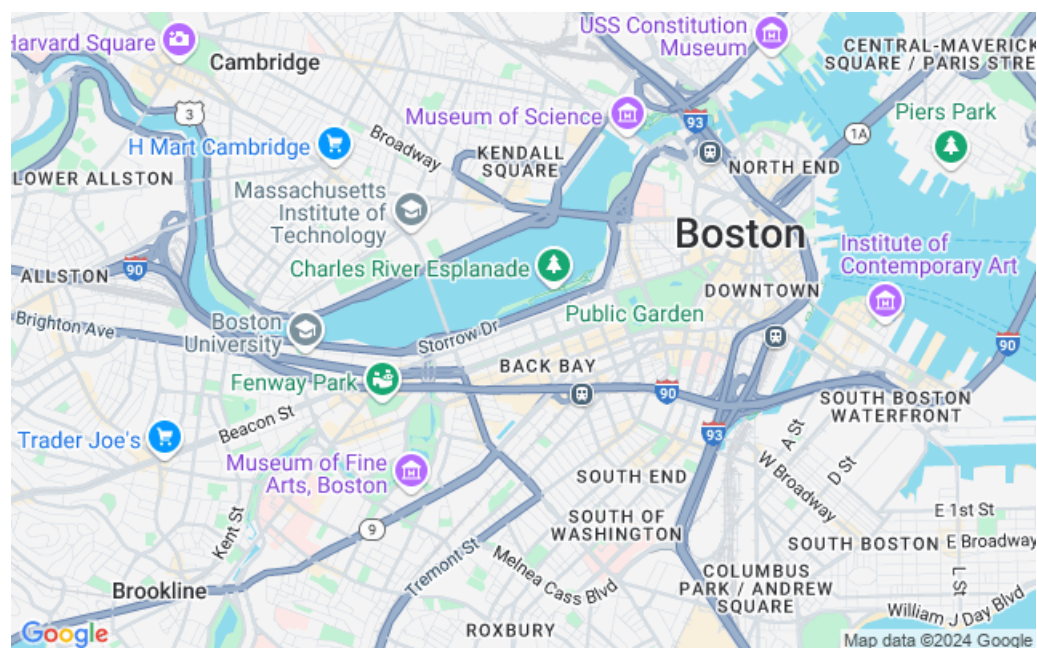 Harvard Square
Cambridge
USS Constitution
Museum
CENTRAL-MAVERICK
SQUARE / PARIS STRE
3
Museum of Science
93
Piers Park
1A
H Mart Cambridge
Broadway
KENDALL
SQUARE
NORTH END
LOWER ALLSTON
Massachusetts
Institute of
Technology
Boston
Institute of
Contemporary Art
ALLSTON
90
Charles River Esplanade
DOWNTOWN
Public Garden
Brighton Ave
Boston
University
Storrow Dr
90
BACK BAY
Fenway Park
90
SOUTH BOSTON
WATERFRONT
Beacon St
Trader Joe's
93
A St
Museum of Fine
Arts, Boston
SOUTH END
W Broadway
D St
Kent St
9
SOUTH OF
WASHINGTON
E 1st St
SOUTH BOSTON
E Broadway
Tremont St
Melnea Cass Blvd
COLUMBUS
PARK / ANDREW
SQUARE
L St
Brookline
William J Day Blvd
ROXBURY
Google
Map data ©2024 Google